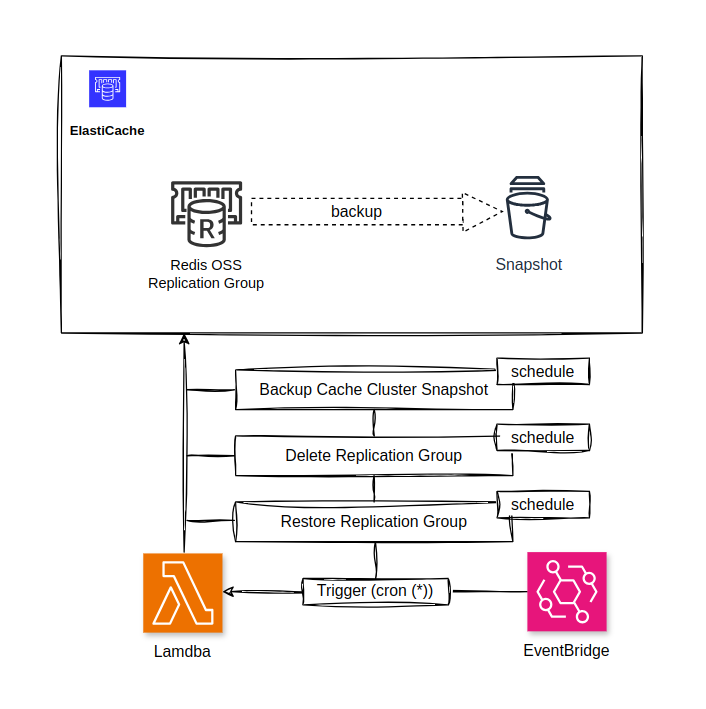 ElastiCache
backup
R
Redis OSS
Replication Group
Snapshot
schedule
Backup Cache Cluster Snapshot
schedule
Delete Replication Group
schedule
Restore Replication Group
Trigger (cron (*))
Lamdba
EventBridge